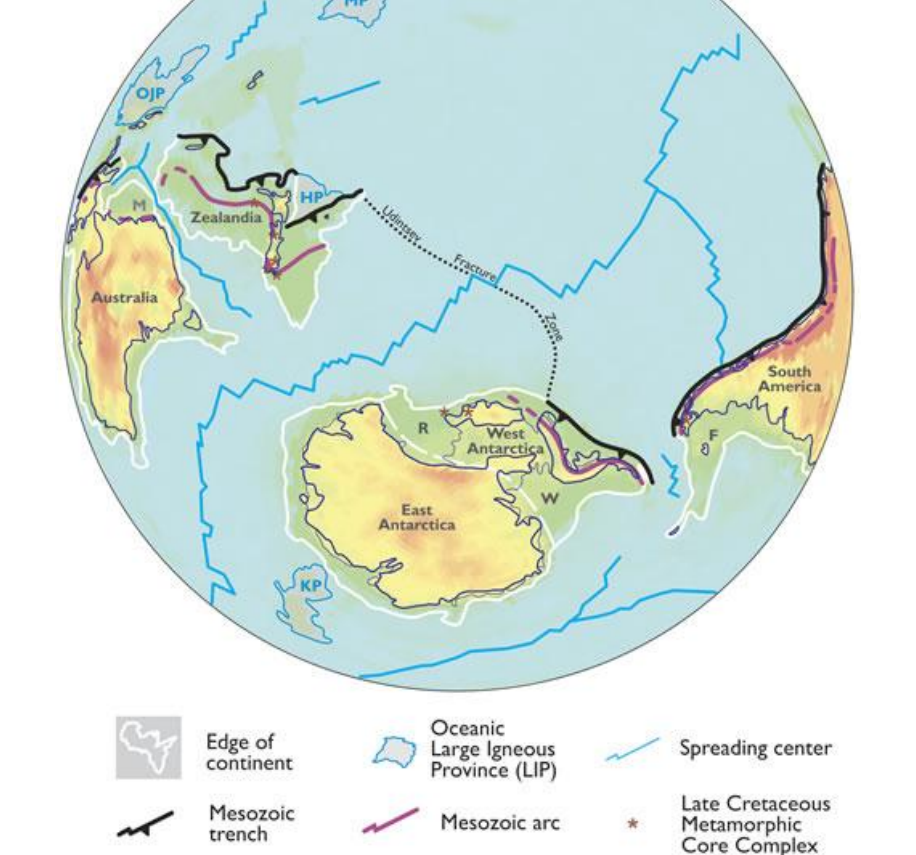 MP
OJP
HP
Udintsev
M
Zealandia
Fracture
Australia
Zone
South
America
R
West
Antarctica
F
East
Antarctica
W
KP
Edge of
continent
Oceanic
Large Igneous
Province (LIP)
Spreading center
Mesozoic
trench
Mesozoic arc
Late Cretaceous
Metamorphic
Core Complex